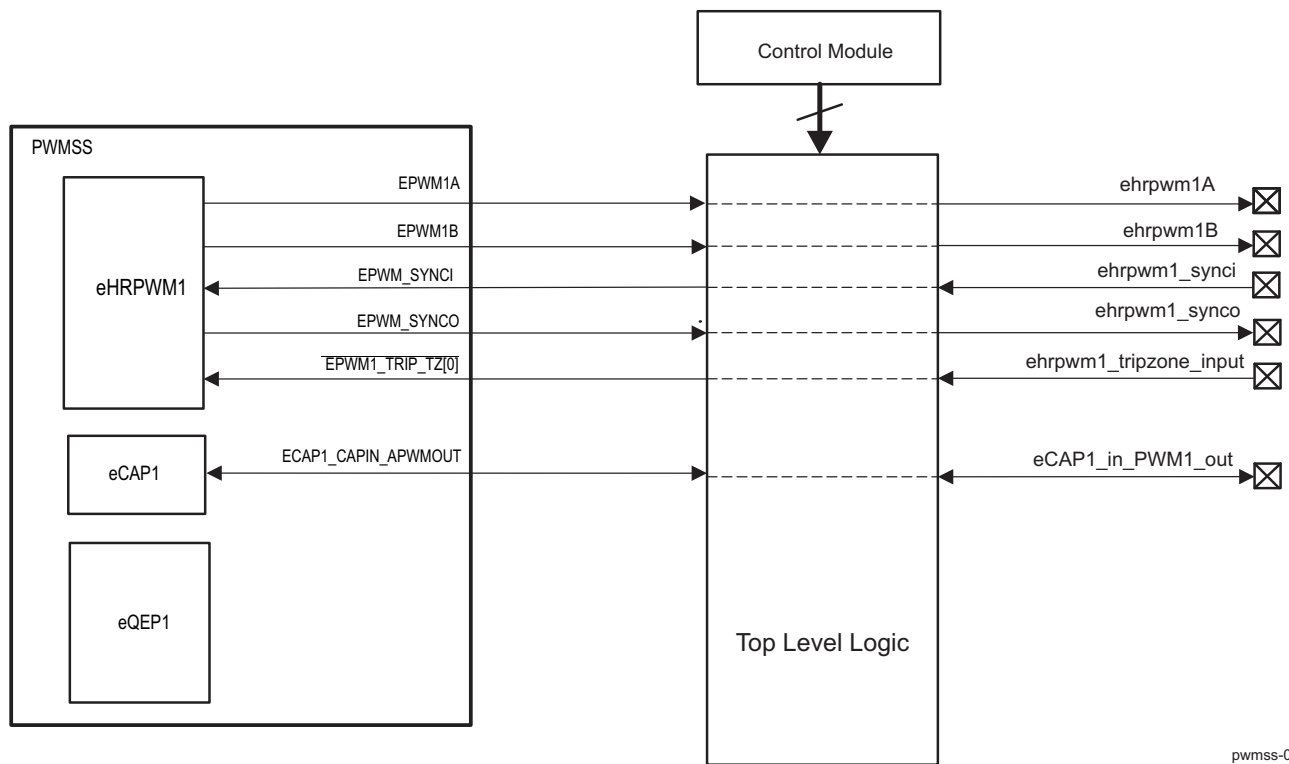 Control Module
PWMSS
EPWM1A
ehrpwm1A
EPWM1B
ehrpwm1B
eHRPWM1
EPWM_SYNCI
ehrpwm1_synci
EPWM_SYNCO
ehrpwm1_synco
EPWM1_TRIP_TZ[0]
ehrpwm1_tripzone_input
eCAP1
ECAP1_CAPIN_APWMOUT
eCAP1_in_PWM1_out
eQEP1
Top Level Logic